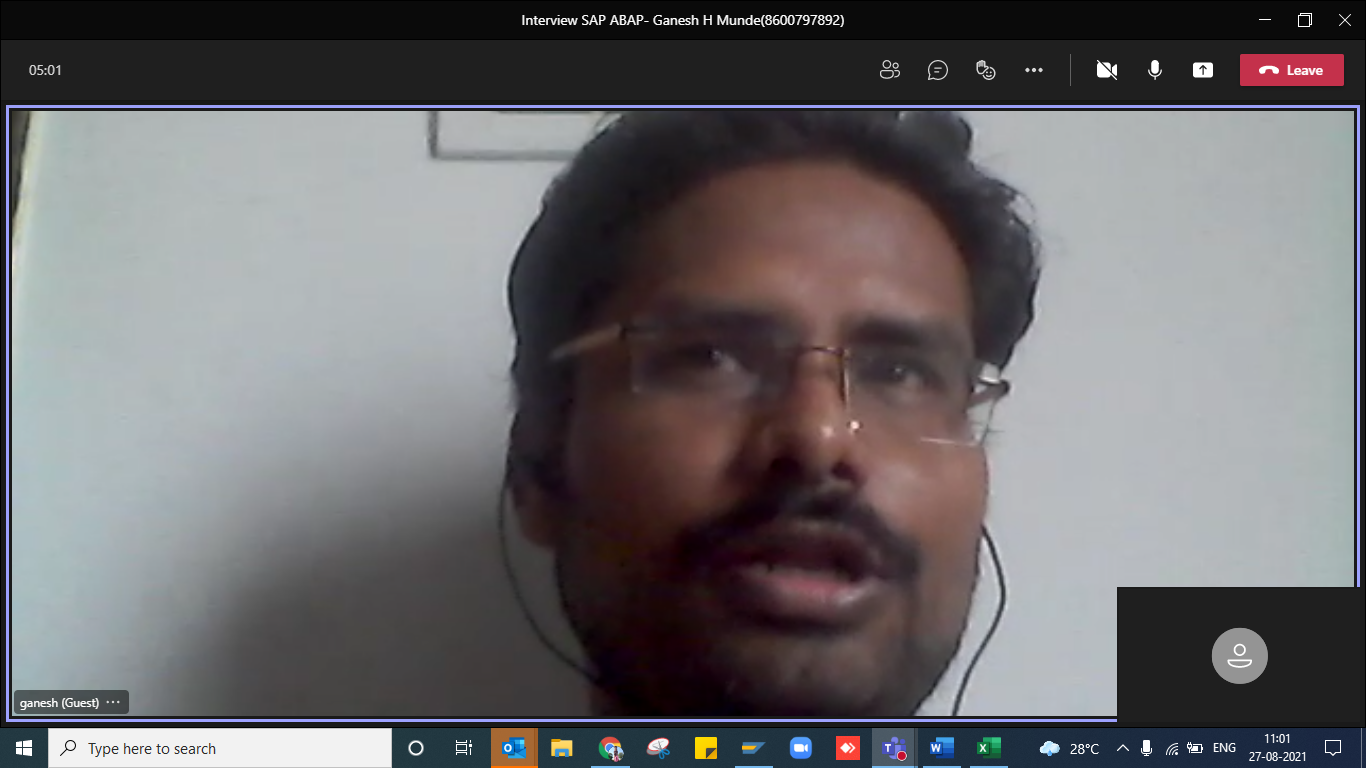 Interview SAP ABAP- Ganesh H Munde(8600797892)
05:01
Leave
ganesh (Guest)
Type here to search
28°C
ENG
11:01
27-08-2021